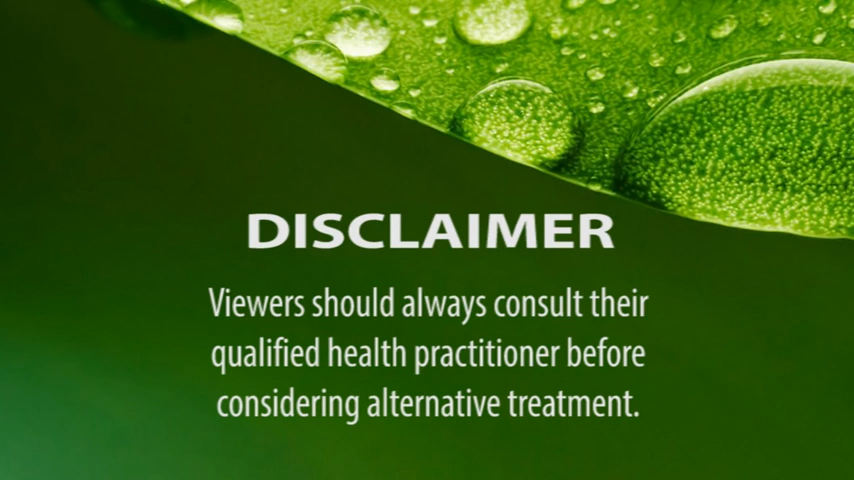 DISCLAIMER
Viewers should always consult their
qualified health practitioner before
considering alternative treatment.